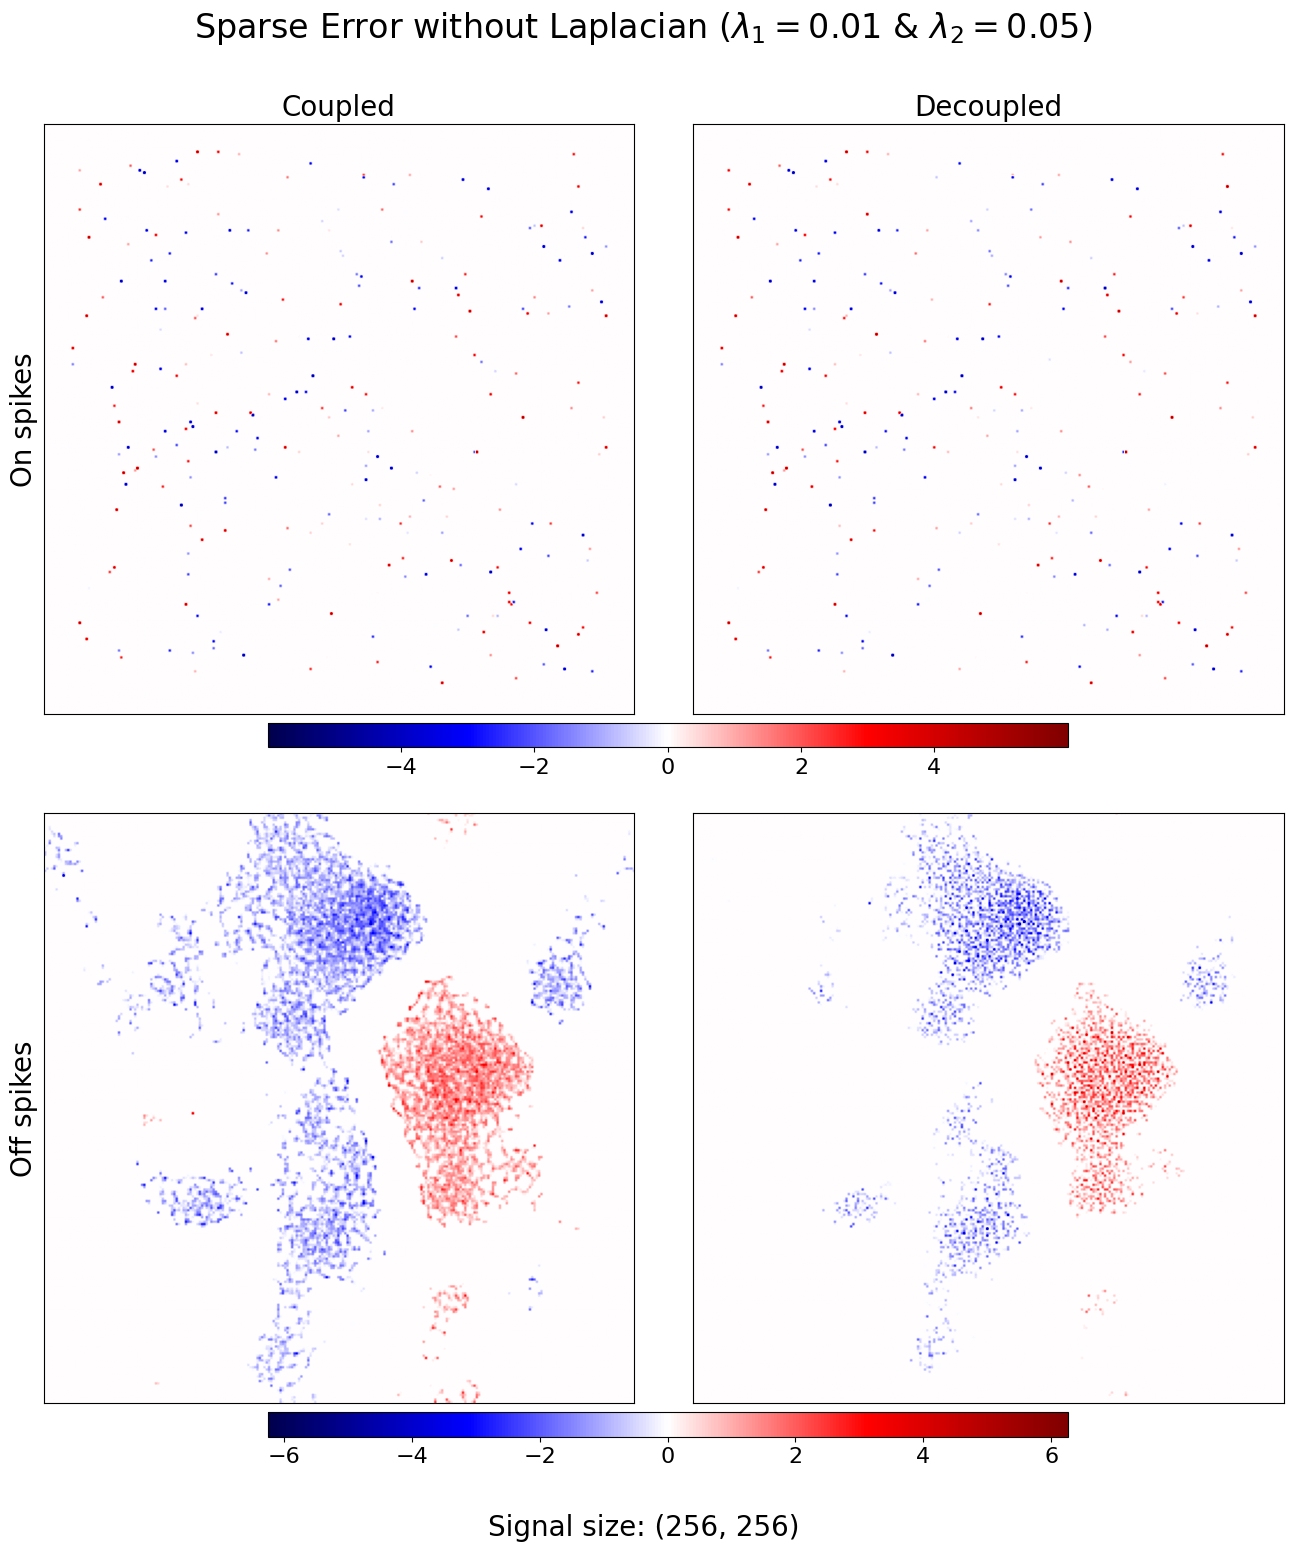 Sparse Error without Laplacian (λ₁ = 0.01 & λ₂ = 0.05)
Coupled Decoupled
On spikes
−4 −2 0 2 4
Off spikes
−6 −4 −2 0 2 4 6
Signal size: (256, 256)